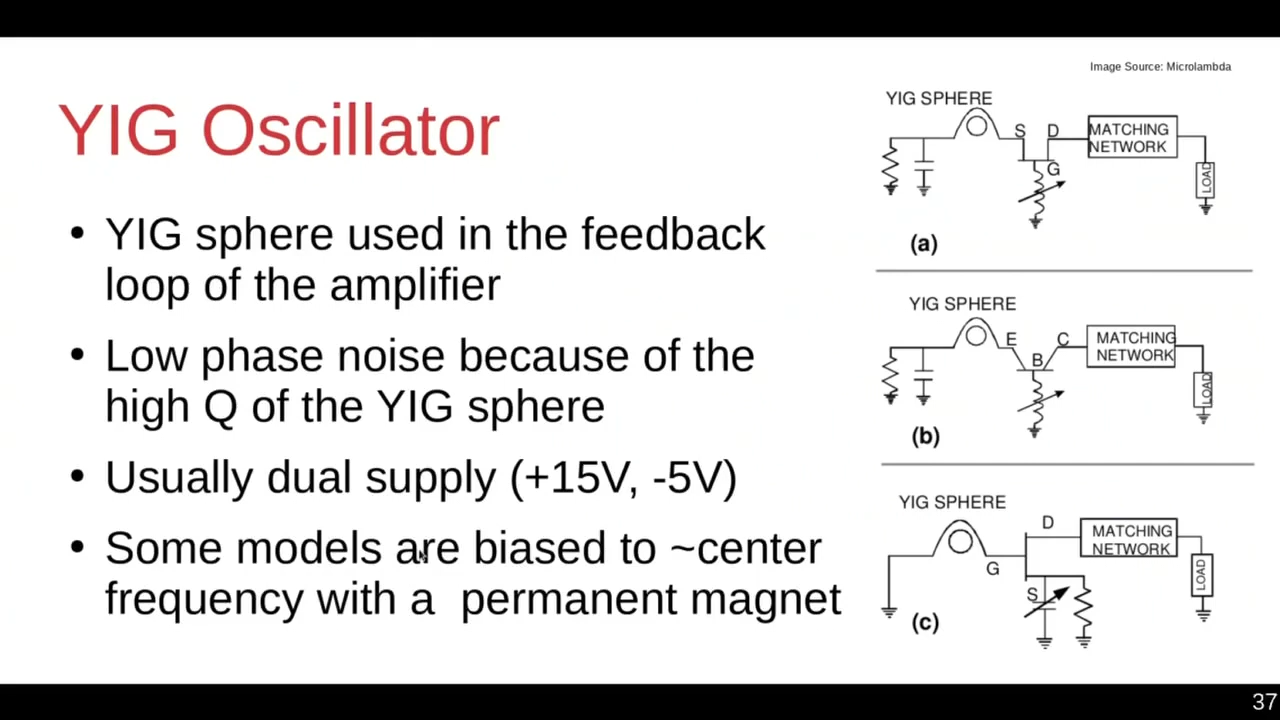 Image Source: Microlambda
YIG Oscillator
• YIG sphere used in the feedback
loop of the amplifier
• Low phase noise because of the
high Q of the YIG sphere
• Usually dual supply (+15V, -5V)
• Some models are biased to ~center
frequency with a  permanent magnet
YIG SPHERE
S D
MATCHING
NETWORK
G
LOAD
(a)
YIG SPHERE
E C
B
MATCHING
NETWORK
LOAD
(b)
YIG SPHERE
D
MATCHING
NETWORK
G
S
LOAD
(c)
37